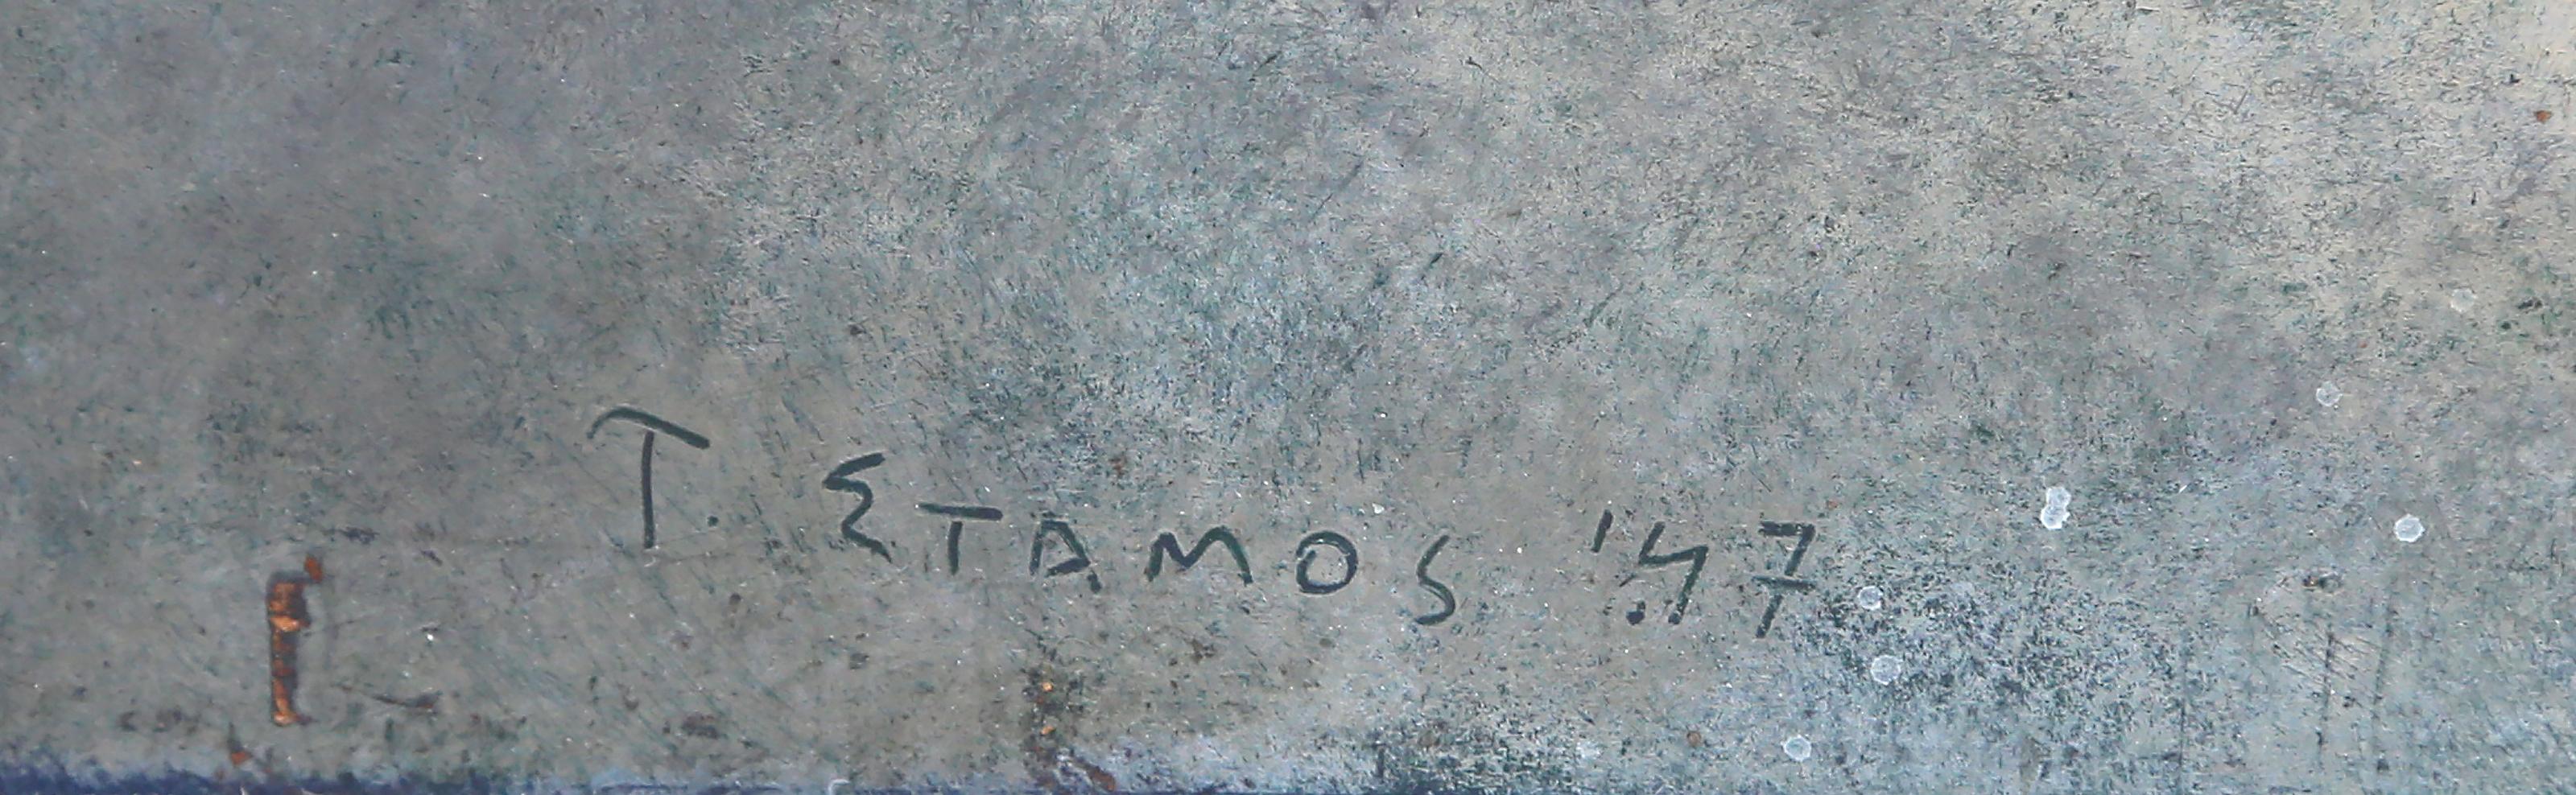 T. ΣTAMOS '47